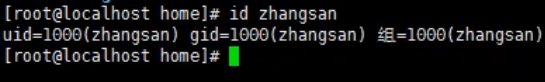 [root@localhost home]# id zhangsan
uid=1000(zhangsan) gid=1000(zhangsan) 组=1000(zhangsan)
[root@localhost home]#